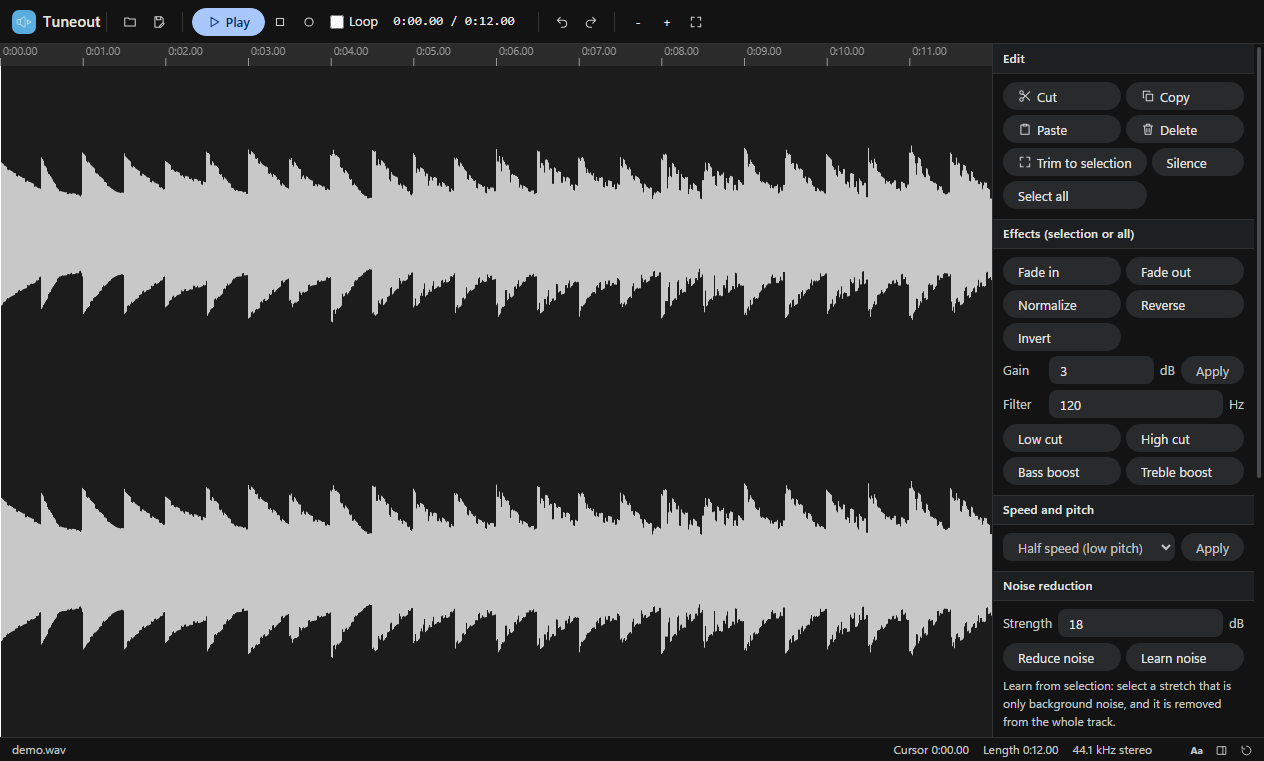 Tuneout Play Loop 0:00.00 / 0:12.00 - +
0:00.00 0:01.00 0:02.00 0:03.00 0:04.00 0:05.00 0:06.00 0:07.00 0:08.00 0:09.00 0:10.00 0:11.00
Edit
Cut Copy
Paste Delete
Trim to selection Silence
Select all
Effects (selection or all)
Fade in Fade out
Normalize Reverse
Invert
Gain 3 dB Apply
Filter 120 Hz
Low cut High cut
Bass boost Treble boost
Speed and pitch
Half speed (low pitch) Apply
Noise reduction
Strength 18 dB
Reduce noise Learn noise
Learn from selection: select a stretch that is
only background noise, and it is removed
from the whole track.
demo.wav Cursor 0:00.00 Length 0:12.00 44.1 kHz stereo Aa